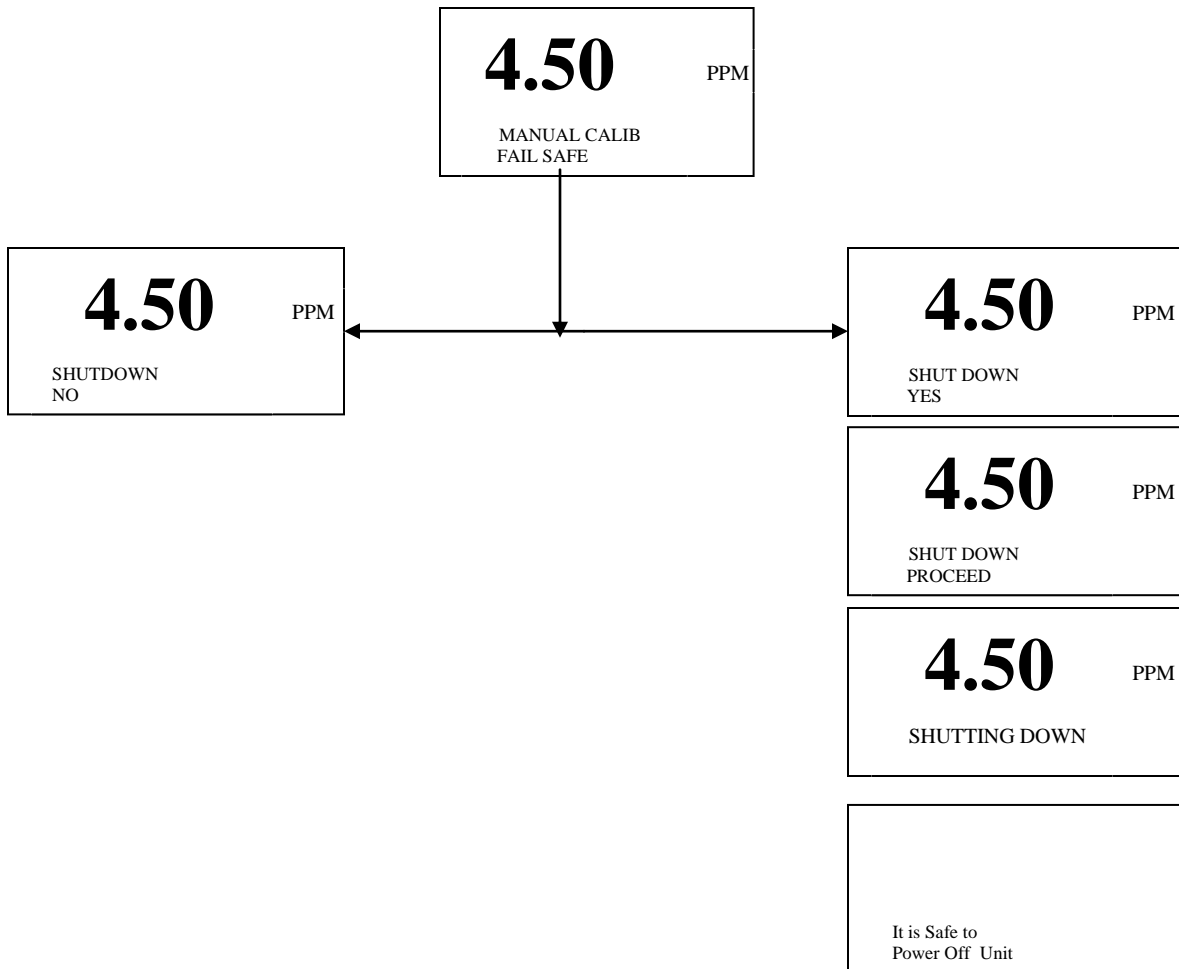 4.50 PPM
MANUAL CALIB
FAIL SAFE
4.50 PPM
SHUTDOWN
NO
4.50 PPM
SHUT DOWN
YES
4.50 PPM
SHUT DOWN
PROCEED
4.50 PPM
SHUTTING DOWN
It is Safe to
Power Off Unit